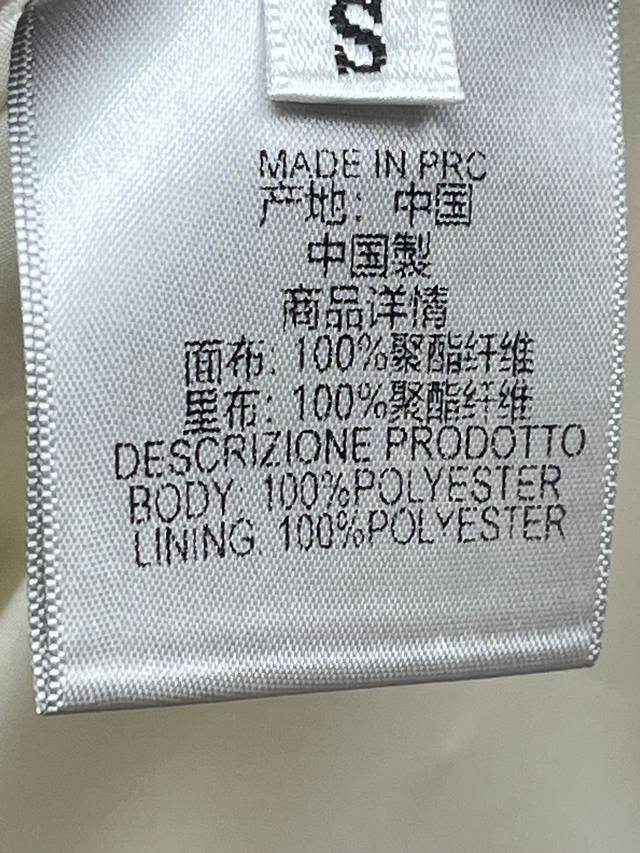 S
MADE IN PRC
产地: 中国
中国製
商品详情
面布: 100%聚酯纤维
里布: 100%聚酯纤维
DESCRIZIONE PRODOTTO
BODY: 100%POLYESTER
LINING: 100%POLYESTER